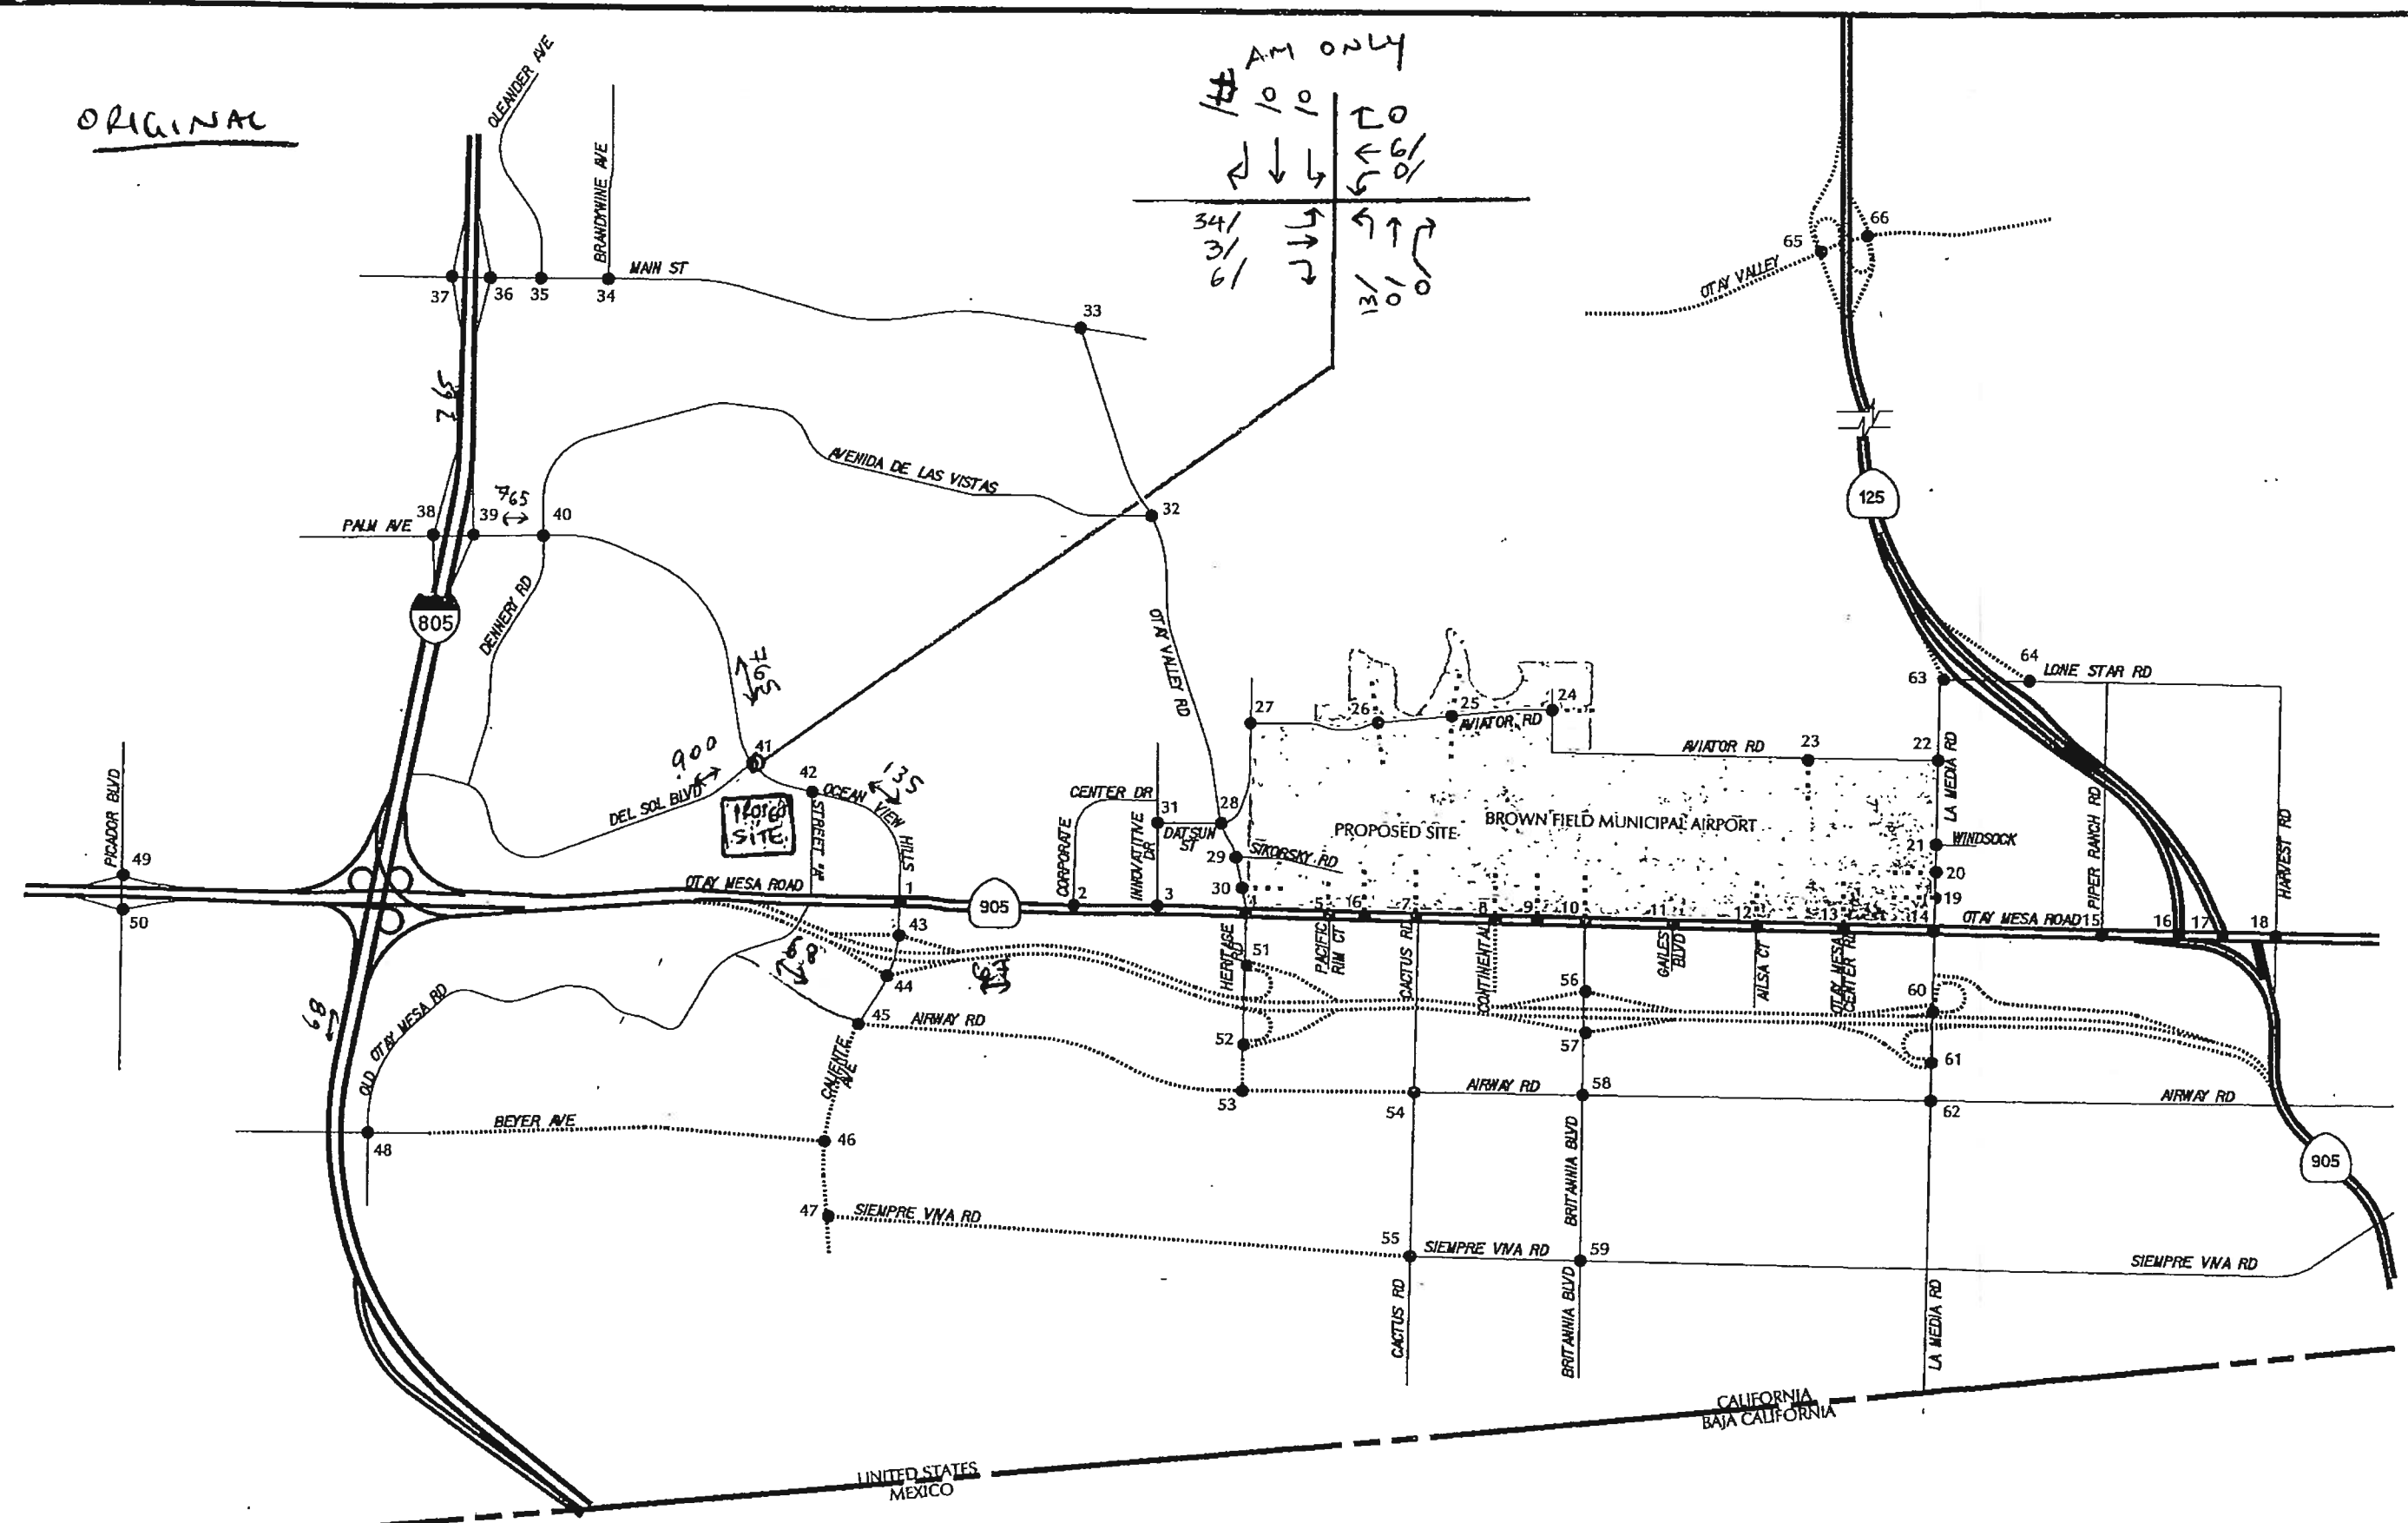 ORIGINAL
AM ONLY
10 10
0
6/
0/
34/
3/
6/
13/ 0/ 0/
OLEANDER AVE
BRANDYWINE AVE
MAIN ST
37 36 35 34
33
65 66
OTAY VALLEY
265
AVENIDA DE LAS VISTAS
32
125
PALM AVE
38 39 765 40
805
DENNERY RD
OTAY VALLEY RD
765
63 64
LONE STAR RD
27 26 25 24
AVIATOR RD
AVIATOR RD
23 22
LA MEDIA RD
PICADOR BLVD
900
41
42
135
OCEAN VIEW HILLS
DEL SOL BLVD
SITE
STREET "A"
CENTER DR
CORPORATE
31 28
INNOVATIVE DR
DATSUN ST
PROPOSED SITE
BROWN FIELD MUNICIPAL AIRPORT
29
SIKORSKY RD
21 WINDSOCK
20
19
PIPER RANCH RD
HARVEST RD
49
50
OTAY MESA ROAD
1
905
2 3
30
5 6 7 8 9 10 11 12 13 14
OTAY MESA ROAD
15 16 17 18
43
44
68
68
OLD OTAY MESA RD
45
AIRWAY RD
CALIENTE AVE
HERITAGE RD
51
52
53
PACIFIC RIM CT
CACTUS RD
CONTINENTAL
GAILES BLVD
AILSA CT
OTAY MESA CENTER RD
56
57
60
61
54
AIRWAY RD
58
62
AIRWAY RD
48
BEYER AVE
46
905
47
SIEMPRE VIVA RD
55
SIEMPRE VIVA RD
59
SIEMPRE VIVA RD
BRITANNIA BLVD
CACTUS RD
BRITANNIA BLVD
LA MEDIA RD
CALIFORNIA
BAJA CALIFORNIA
UNITED STATES
MEXICO